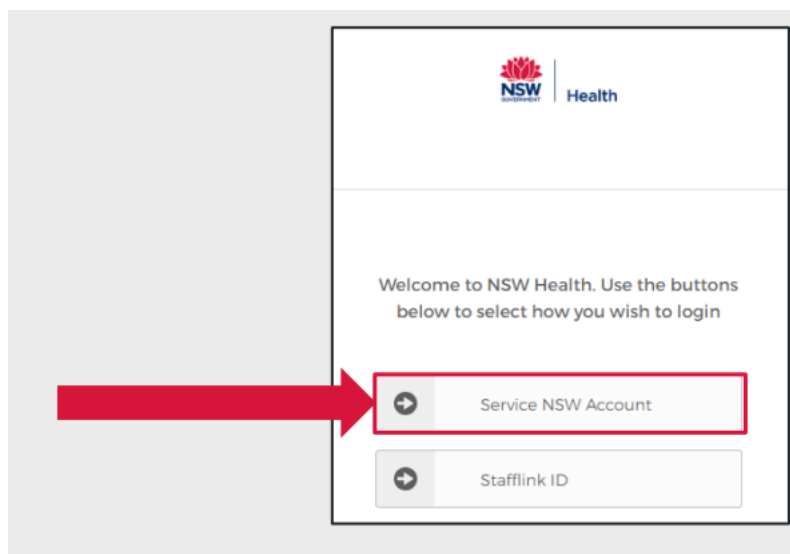 NSW
GOVERNMENT
Health
Welcome to NSW Health. Use the buttons
below to select how you wish to login
Service NSW Account
Stafflink ID